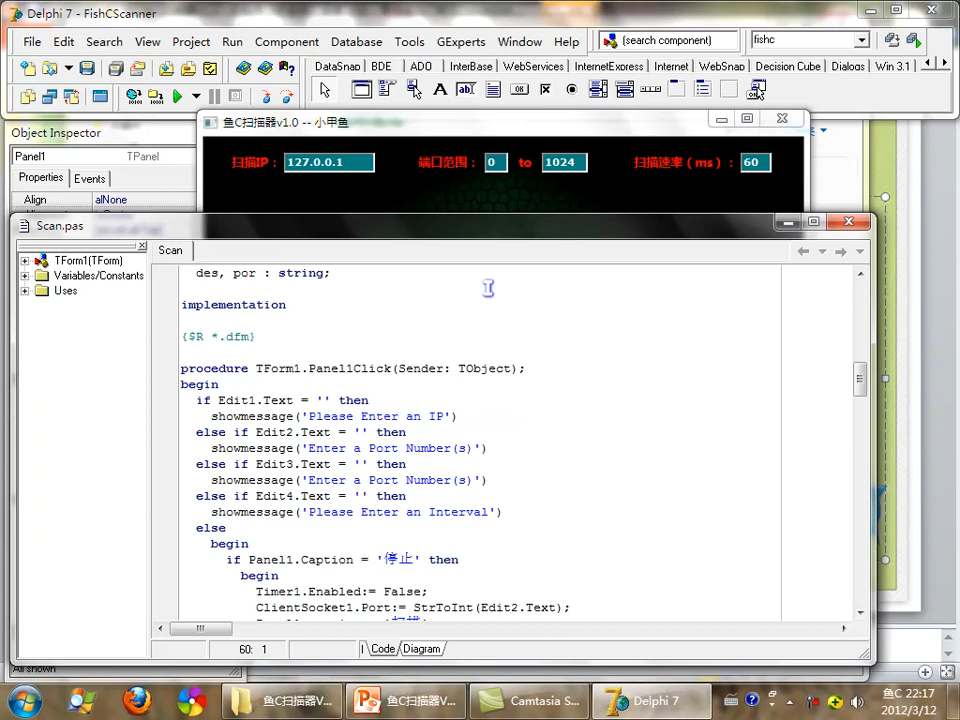 Delphi 7 - FishCScanner
File Edit Search View Project Run Component Database Tools GExperts Window Help
(search component)
fishc
DataSnap BDE ADO InterBase WebServices InternetExpress Internet WebSnap Decision Cube Dialogs Win 3.1
Object Inspector
鱼C扫描器v1.0 -- 小甲鱼
Panel1 TPanel
扫描IP： 127.0.0.1 端口范围： 0 to 1024 扫描速率（ms）： 60
Properties Events
Align alNone
Scan.pas
Scan
TForm1(TForm)
Variables/Constants
Uses
des, por : string;
implementation
{$R *.dfm}
procedure TForm1.Panel1Click(Sender: TObject);
begin
if Edit1.Text = '' then
showmessage('Please Enter an IP')
else if Edit2.Text = '' then
showmessage('Enter a Port Number(s)')
else if Edit3.Text = '' then
showmessage('Enter a Port Number(s)')
else if Edit4.Text = '' then
showmessage('Please Enter an Interval')
else
begin
if Panel1.Caption = '停止' then
begin
Timer1.Enabled:= False;
ClientSocket1.Port:= StrToInt(Edit2.Text);
60: 1
Code Diagram
All shown
鱼C扫描器V... 鱼C扫描器V... Camtasia S... Delphi 7
鱼C 22:17
2012/3/12